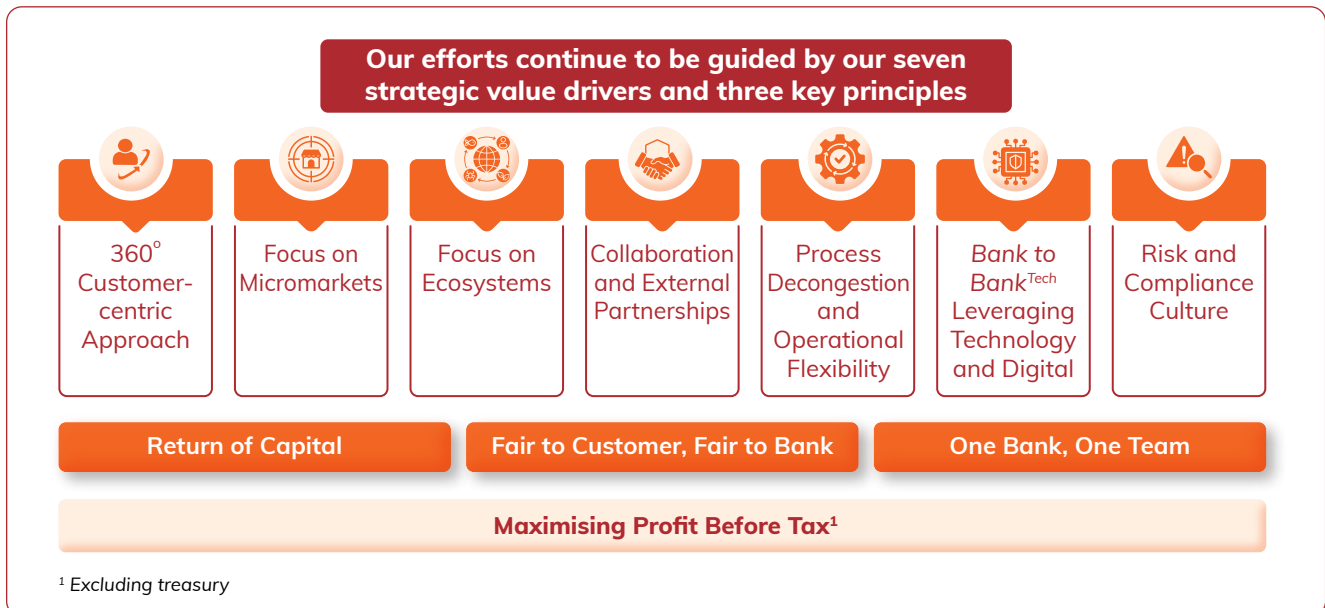 Our efforts continue to be guided by our seven
strategic value drivers and three key principles
360°
Customer-
centric
Approach
Focus on
Micromarkets
Focus on
Ecosystems
Collaboration
and External
Partnerships
Process
Decongestion
and
Operational
Flexibility
Bank to
Bank^Tech
Leveraging
Technology
and Digital
Risk and
Compliance
Culture
Return of Capital
Fair to Customer, Fair to Bank
One Bank, One Team
Maximising Profit Before Tax¹
¹ Excluding treasury